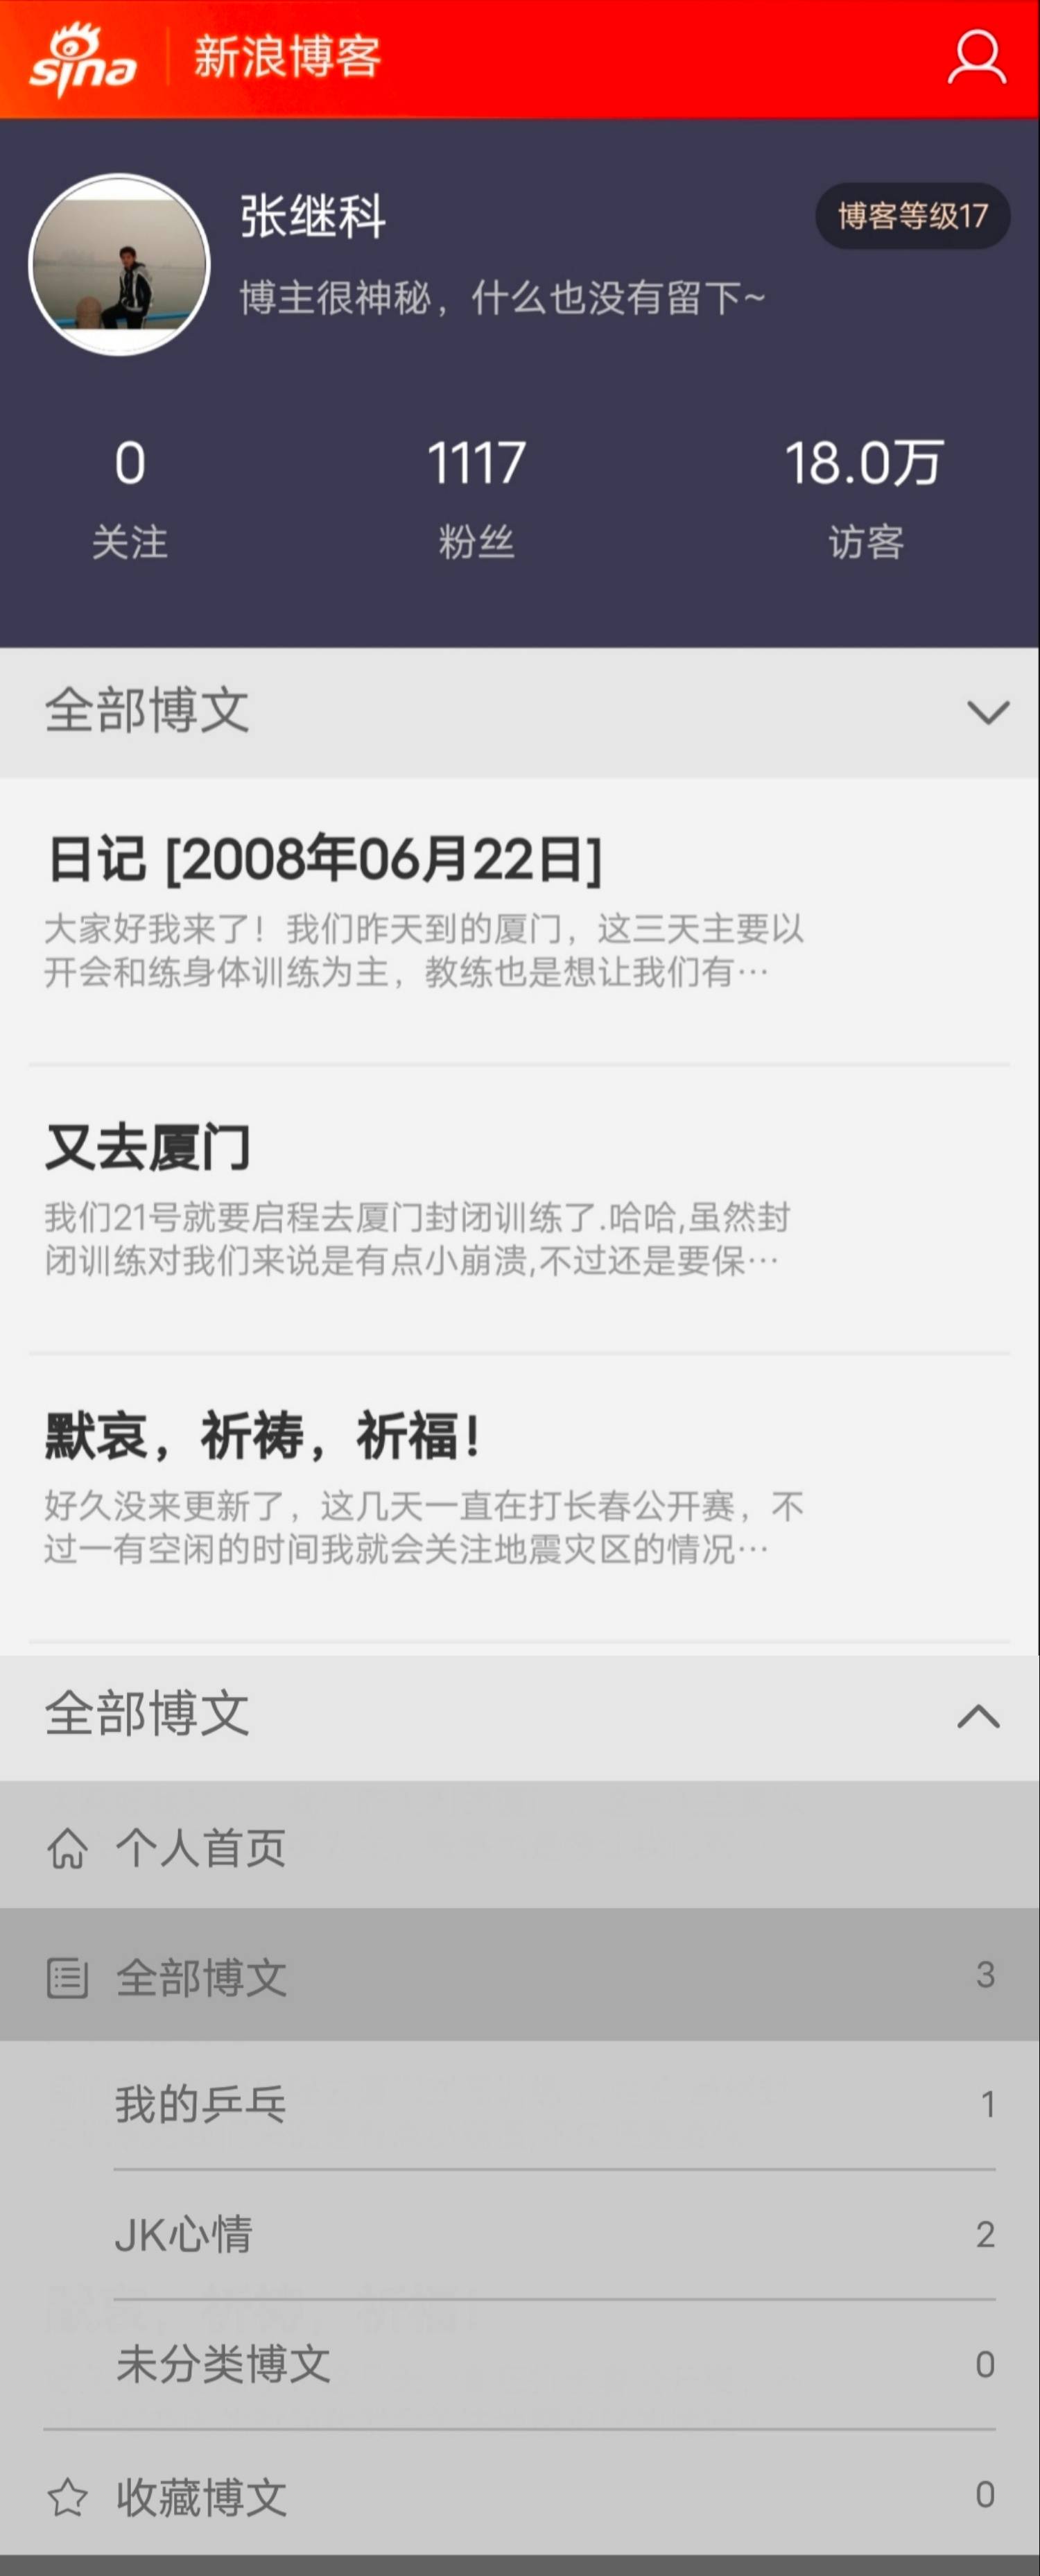 sina 新浪博客
张继科
博客等级17
博主很神秘，什么也没有留下~
0 1117 18.0万
关注 粉丝 访客
全部博文
日记 [2008年06月22日]
大家好我来了！我们昨天到的厦门，这三天主要以
开会和练身体训练为主，教练也是想让我们有…
又去厦门
我们21号就要启程去厦门封闭训练了.哈哈,虽然封
闭训练对我们来说是有点小崩溃,不过还是要保…
默哀，祈祷，祈福！
好久没来更新了，这几天一直在打长春公开赛，不
过一有空闲的时间我就会关注地震灾区的情况…
全部博文
个人首页
全部博文 3
我的乒乓 1
JK心情 2
未分类博文 0
收藏博文 0